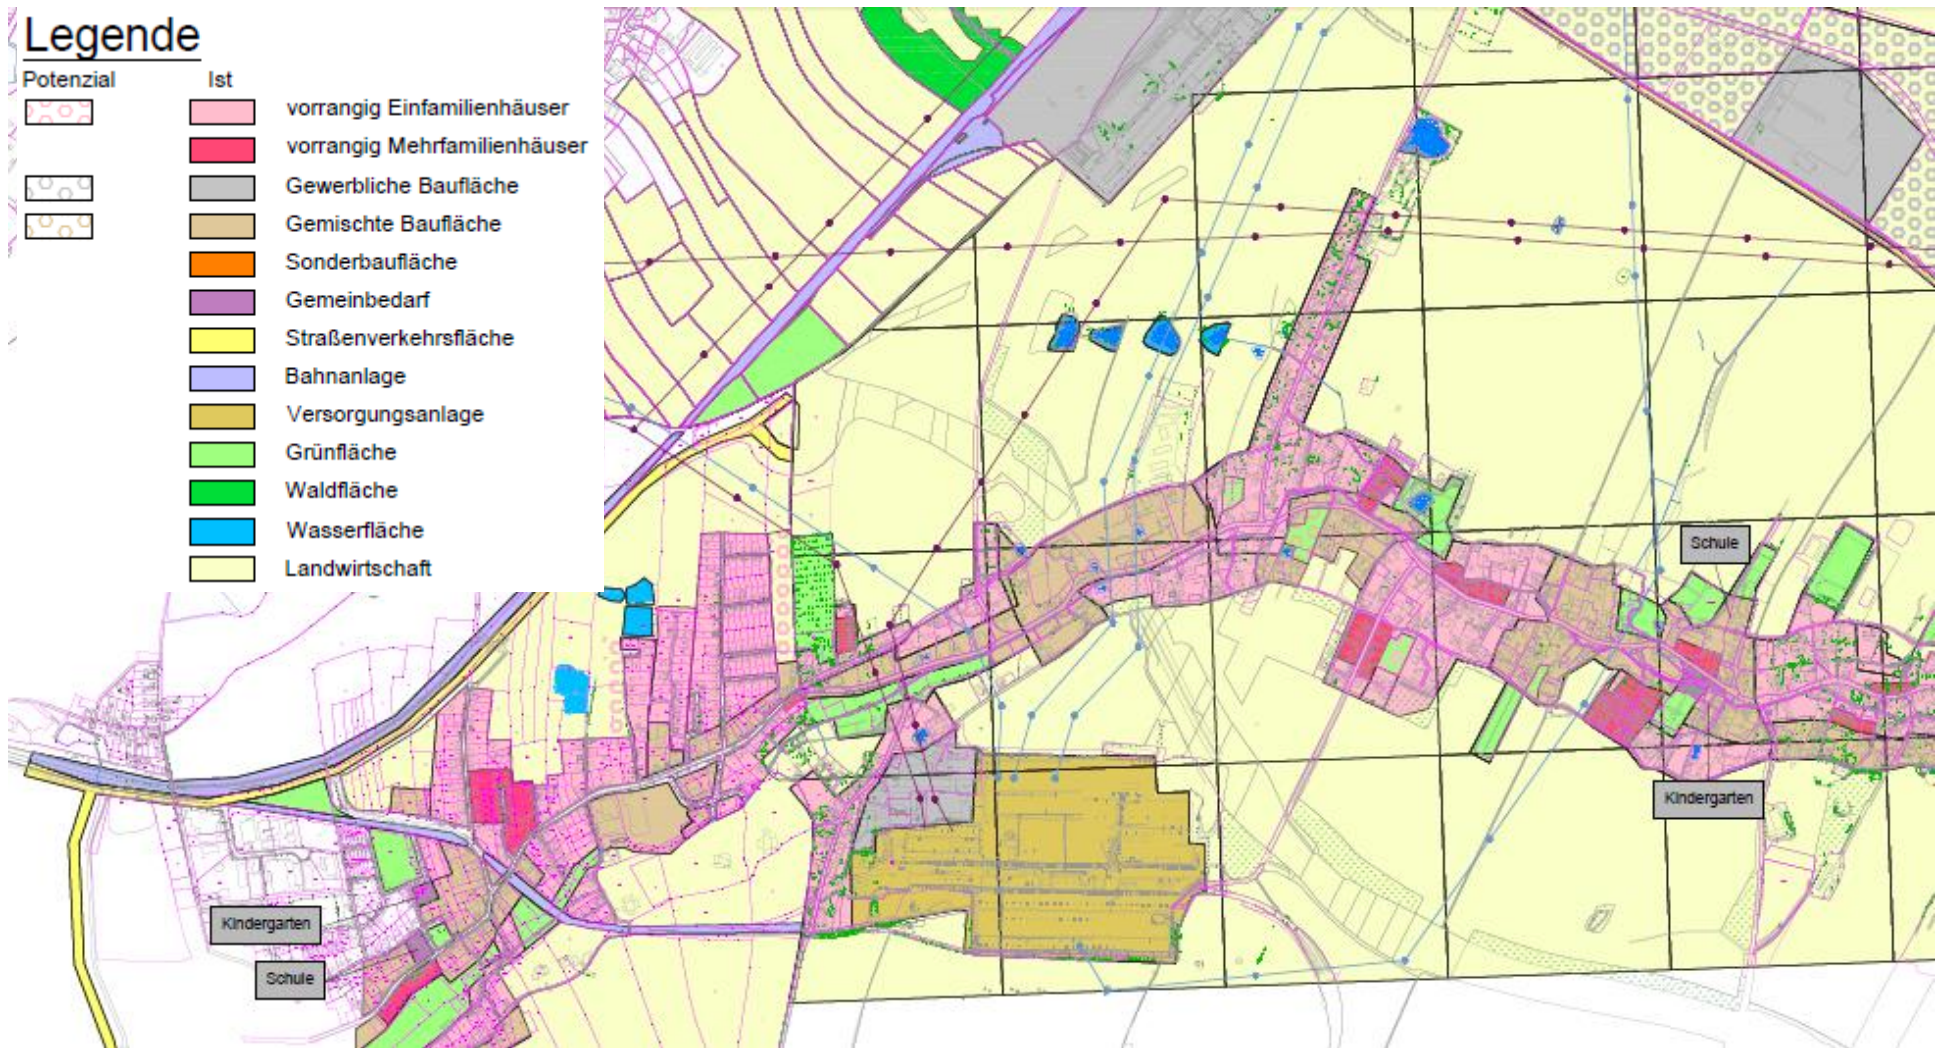 Legende
Potenzial Ist
vorrangig Einfamilienhäuser
vorrangig Mehrfamilienhäuser
Gewerbliche Baufläche
Gemischte Baufläche
Sonderbaufläche
Gemeinbedarf
Straßenverkehrsfläche
Bahnanlage
Versorgungsanlage
Grünfläche
Waldfläche
Wasserfläche
Landwirtschaft
Schule
Kindergarten
Kindergarten
Schule